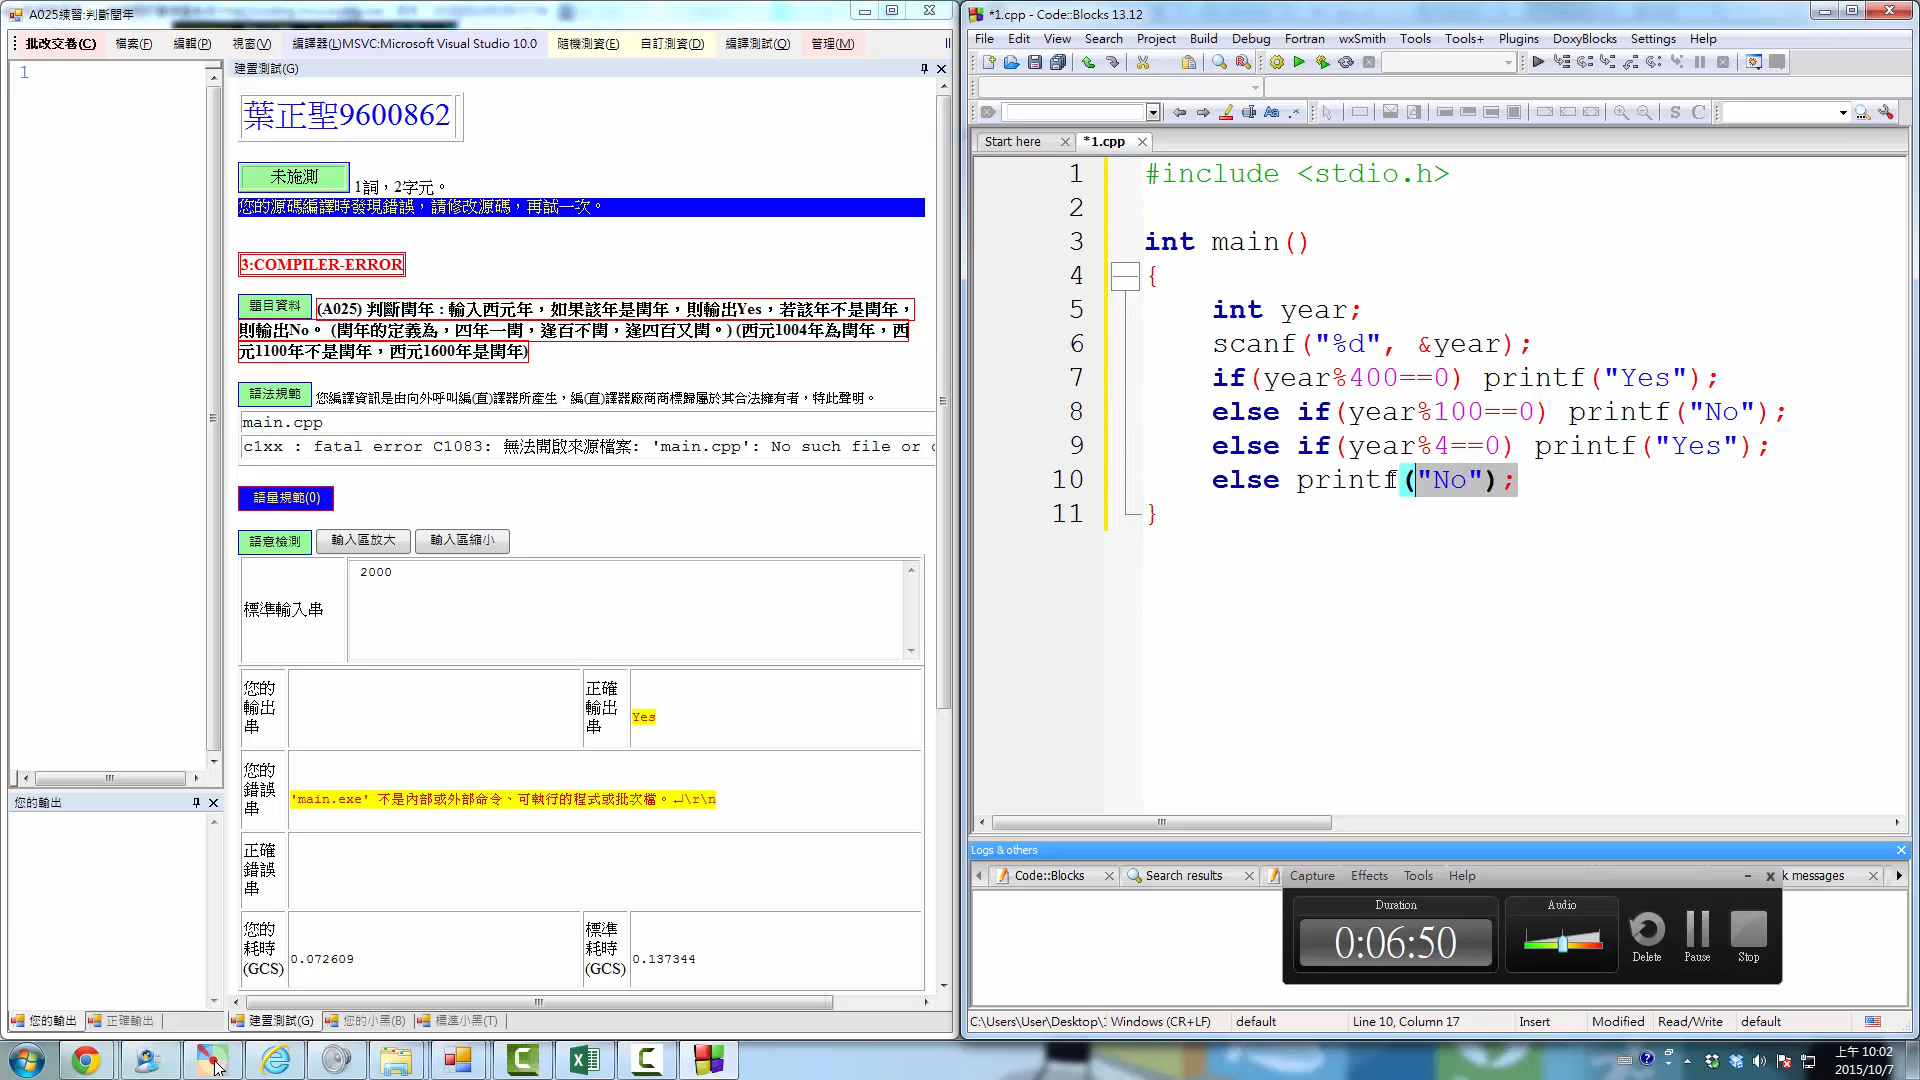 A025練習:判斷閏年
批改交卷(C) 檔案(F) 編輯(P) 視窗(V) 編譯器(L)MSVC:Microsoft Visual Studio 10.0 隨機測資(E) 自訂測資(D) 編譯測試(Q) 管理(M)
1
建置測試(G)
葉正聖9600862
未施測 1詞，2字元。
您的源碼編譯時發現錯誤，請修改源碼，再試一次。
3:COMPILER-ERROR
題目資料 (A025) 判斷閏年 : 輸入西元年，如果該年是閏年，則輸出Yes，若該年不是閏年，
則輸出No。 (閏年的定義為，四年一閏，逢百不閏，逢四百又閏。) (西元1004年為閏年，西
元1100年不是閏年，西元1600年是閏年)
語法規範 您編譯資訊是由向外呼叫編(直)譯器所產生，編(直)譯器廠商商標歸屬於其合法擁有者，特此聲明。
main.cpp
c1xx : fatal error C1083: 無法開啟來源檔案: 'main.cpp': No such file or
語量規範(0)
語意檢測 輸入區放大 輸入區縮小
標準輸入串 2000
您的輸出串 正確輸出串 Yes
您的錯誤串 'main.exe' 不是內部或外部命令、可執行的程式或批次檔。↵\r\n
正確錯誤串
您的耗時(GCS) 0.072609 標準耗時(GCS) 0.137344
您的輸出
您的輸出 正確輸出 建置測試(G) 您的小黑(B) 標準小黑(T)
*1.cpp - Code::Blocks 13.12
File Edit View Search Project Build Debug Fortran wxSmith Tools Tools+ Plugins DoxyBlocks Settings Help
Start here *1.cpp
1 #include <stdio.h>
2
3 int main()
4 {
5 int year;
6 scanf("%d", &year);
7 if(year%400==0) printf("Yes");
8 else if(year%100==0) printf("No");
9 else if(year%4==0) printf("Yes");
10 else printf("No");
11 }
Logs & others
Code::Blocks Search results k messages
Capture Effects Tools Help
Duration Audio
0:06:50
Delete Pause Stop
C:\Users\User\Desktop\ Windows (CR+LF) default Line 10, Column 17 Insert Modified Read/Write default
上午 10:02
2015/10/7